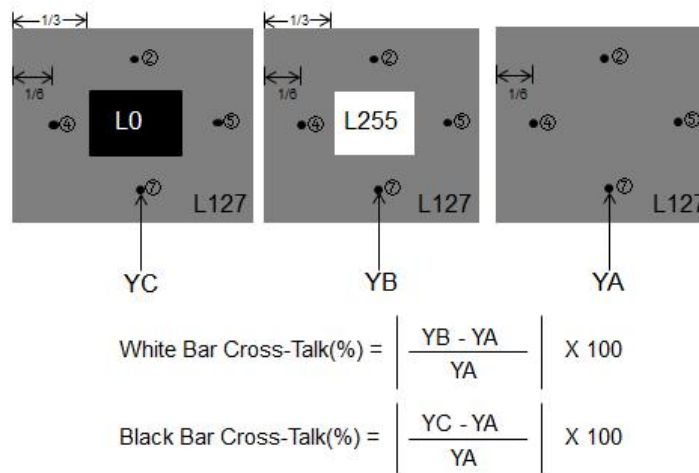 1/3
1/3
② ② ②
1/6 1/6 1/6
④ L0 ⑤ ④ L255 ⑤ ④ ⑤
⑦ ⑦ ⑦
L127 L127 L127
YC YB YA
White Bar Cross-Talk(%) = | YB - YA | X 100
YA
Black Bar Cross-Talk(%) = | YC - YA | X 100
YA